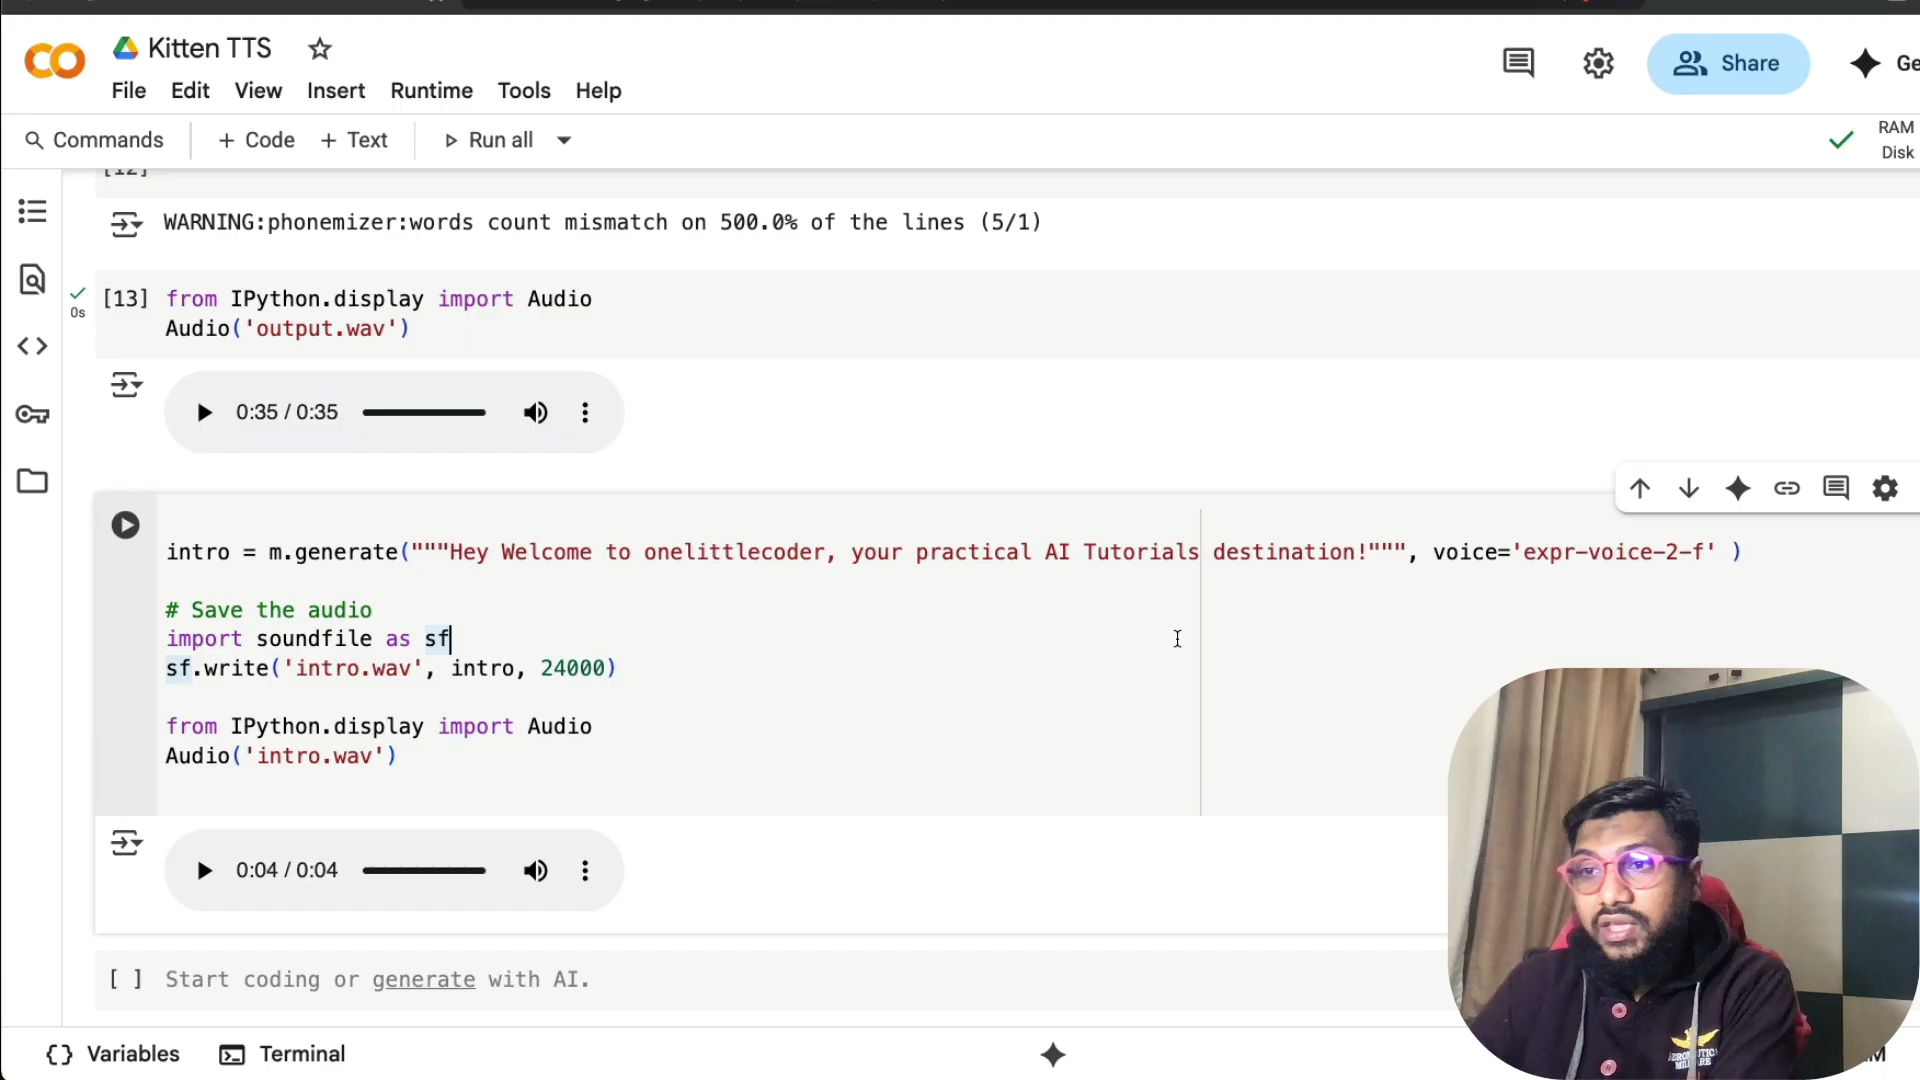 Kitten TTS
File Edit View Insert Runtime Tools Help
Share
Commands + Code + Text Run all
RAM
Disk
[12]
WARNING:phonemizer:words count mismatch on 500.0% of the lines (5/1)
[13] from IPython.display import Audio
0s
Audio('output.wav')
0:35 / 0:35
intro = m.generate("""Hey Welcome to onelittlecoder, your practical AI Tutorials destination!""", voice='expr-voice-2-f' )
# Save the audio
import soundfile as sf
sf.write('intro.wav', intro, 24000)
from IPython.display import Audio
Audio('intro.wav')
0:04 / 0:04
[ ] Start coding or generate with AI.
Variables Terminal